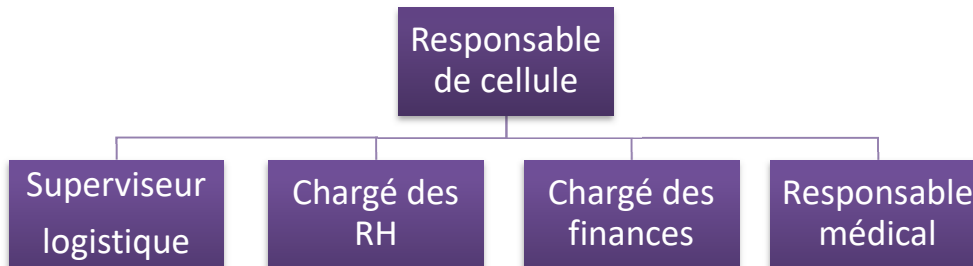 Responsable
de cellule
Superviseur
logistique
Chargé des
RH
Chargé des
finances
Responsable
médical